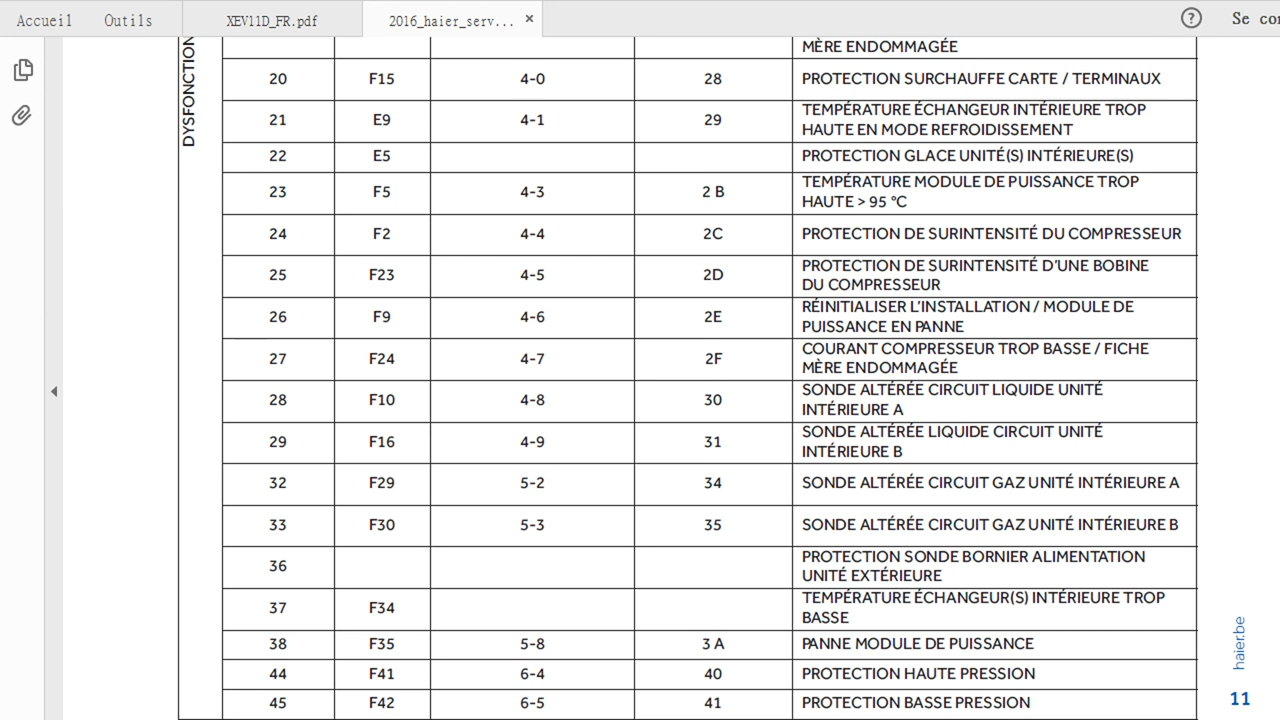 Accueil Outils XEV11D_FR.pdf 2016_haier_serv... × ? Se con
DYSFONCTION
MÈRE ENDOMMAGÉE
20 F15 4-0 28 PROTECTION SURCHAUFFE CARTE / TERMINAUX
21 E9 4-1 29 TEMPÉRATURE ÉCHANGEUR INTÉRIEURE TROP
HAUTE EN MODE REFROIDISSEMENT
22 E5 PROTECTION GLACE UNITÉ(S) INTÉRIEURE(S)
23 F5 4-3 2 B TEMPÉRATURE MODULE DE PUISSANCE TROP
HAUTE > 95 °C
24 F2 4-4 2C PROTECTION DE SURINTENSITÉ DU COMPRESSEUR
25 F23 4-5 2D PROTECTION DE SURINTENSITÉ D'UNE BOBINE
DU COMPRESSEUR
26 F9 4-6 2E RÉINITIALISER L'INSTALLATION / MODULE DE
PUISSANCE EN PANNE
27 F24 4-7 2F COURANT COMPRESSEUR TROP BASSE / FICHE
MÈRE ENDOMMAGÉE
28 F10 4-8 30 SONDE ALTÉRÉE CIRCUIT LIQUIDE UNITÉ
INTÉRIEURE A
29 F16 4-9 31 SONDE ALTÉRÉE LIQUIDE CIRCUIT UNITÉ
INTÉRIEURE B
32 F29 5-2 34 SONDE ALTÉRÉE CIRCUIT GAZ UNITÉ INTÉRIEURE A
33 F30 5-3 35 SONDE ALTÉRÉE CIRCUIT GAZ UNITÉ INTÉRIEURE B
36 PROTECTION SONDE BORNIER ALIMENTATION
UNITÉ EXTÉRIEURE
37 F34 TEMPÉRATURE ÉCHANGEUR(S) INTÉRIEURE TROP
BASSE
38 F35 5-8 3 A PANNE MODULE DE PUISSANCE
44 F41 6-4 40 PROTECTION HAUTE PRESSION
45 F42 6-5 41 PROTECTION BASSE PRESSION
haier.be
11